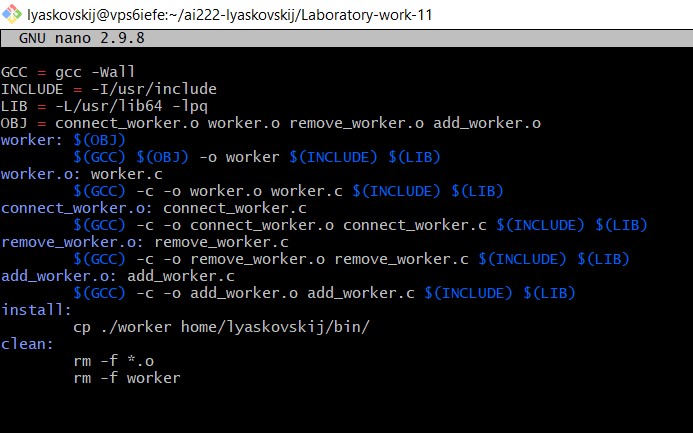 lyaskovskij@vps6iefe:~/ai222-lyaskovskij/Laboratory-work-11
GNU nano 2.9.8
GCC = gcc -Wall
INCLUDE = -I/usr/include
LIB = -L/usr/lib64 -lpq
OBJ = connect_worker.o worker.o remove_worker.o add_worker.o
worker: $(OBJ)
        $(GCC) $(OBJ) -o worker $(INCLUDE) $(LIB)
worker.o: worker.c
        $(GCC) -c -o worker.o worker.c $(INCLUDE) $(LIB)
connect_worker.o: connect_worker.c
        $(GCC) -c -o connect_worker.o connect_worker.c $(INCLUDE) $(LIB)
remove_worker.o: remove_worker.c
        $(GCC) -c -o remove_worker.o remove_worker.c $(INCLUDE) $(LIB)
add_worker.o: add_worker.c
        $(GCC) -c -o add_worker.o add_worker.c $(INCLUDE) $(LIB)
install:
        cp ./worker home/lyaskovskij/bin/
clean:
        rm -f *.o
        rm -f worker